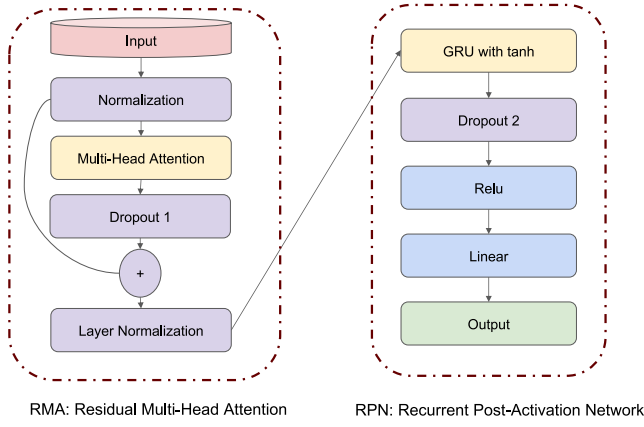 Input
Normalization
Multi-Head Attention
Dropout 1
+
Layer Normalization
RMA: Residual Multi-Head Attention
GRU with tanh
Dropout 2
Relu
Linear
Output
RPN: Recurrent Post-Activation Network